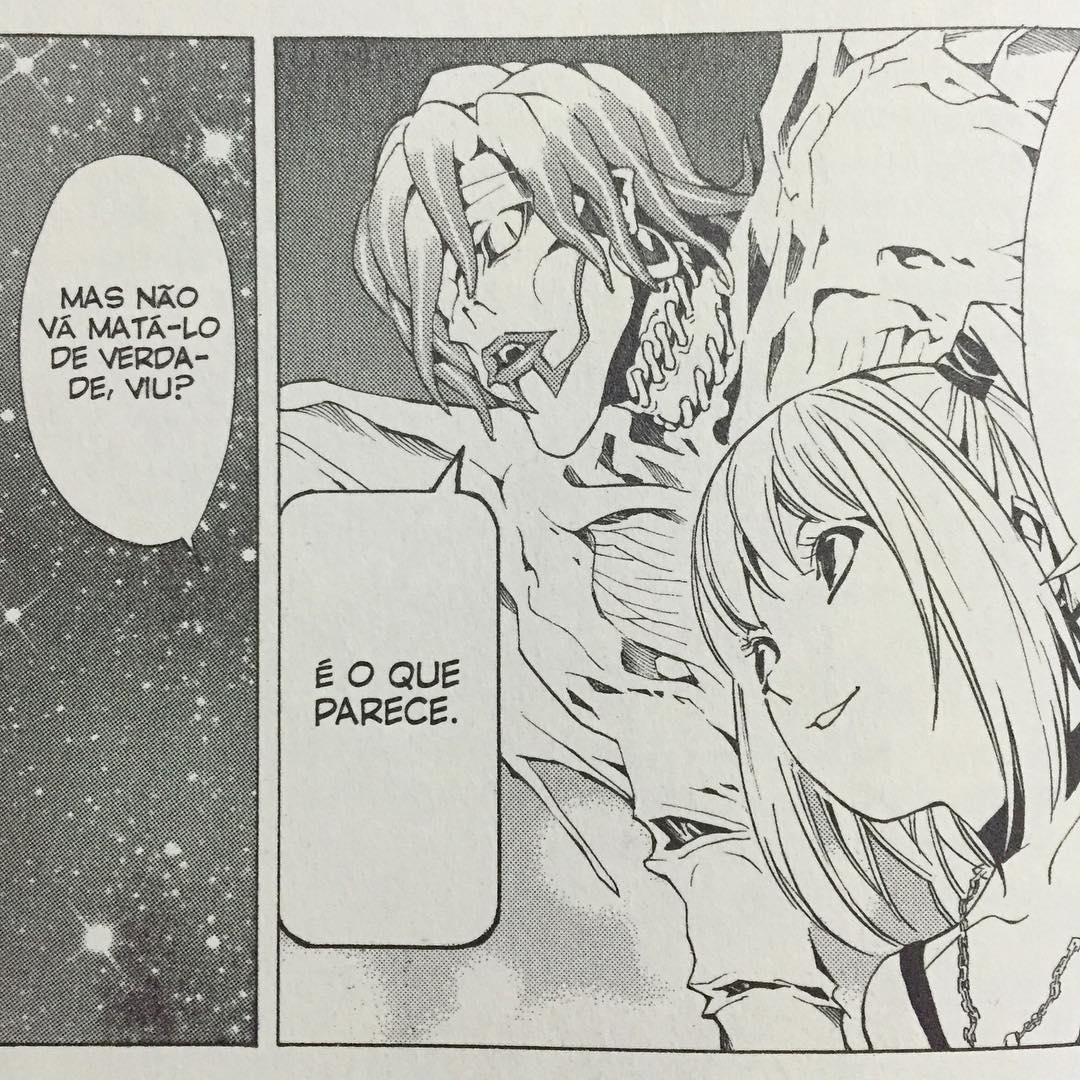 É O QUE
PARECE.
MAS NÃO
VÁ MATÁ-LO
DE VERDA-
DE, VIU?